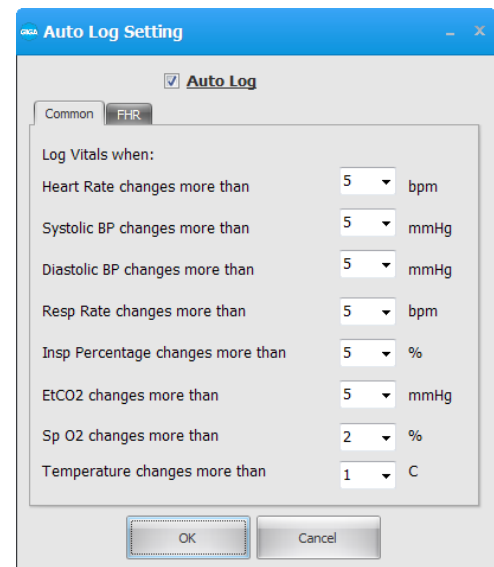 GIGA Auto Log Setting
Auto Log
Common FHR
Log Vitals when:
Heart Rate changes more than 5 bpm
Systolic BP changes more than 5 mmHg
Diastolic BP changes more than 5 mmHg
Resp Rate changes more than 5 bpm
Insp Percentage changes more than 5 %
EtCO2 changes more than 5 mmHg
Sp O2 changes more than 2 %
Temperature changes more than 1 C
OK Cancel